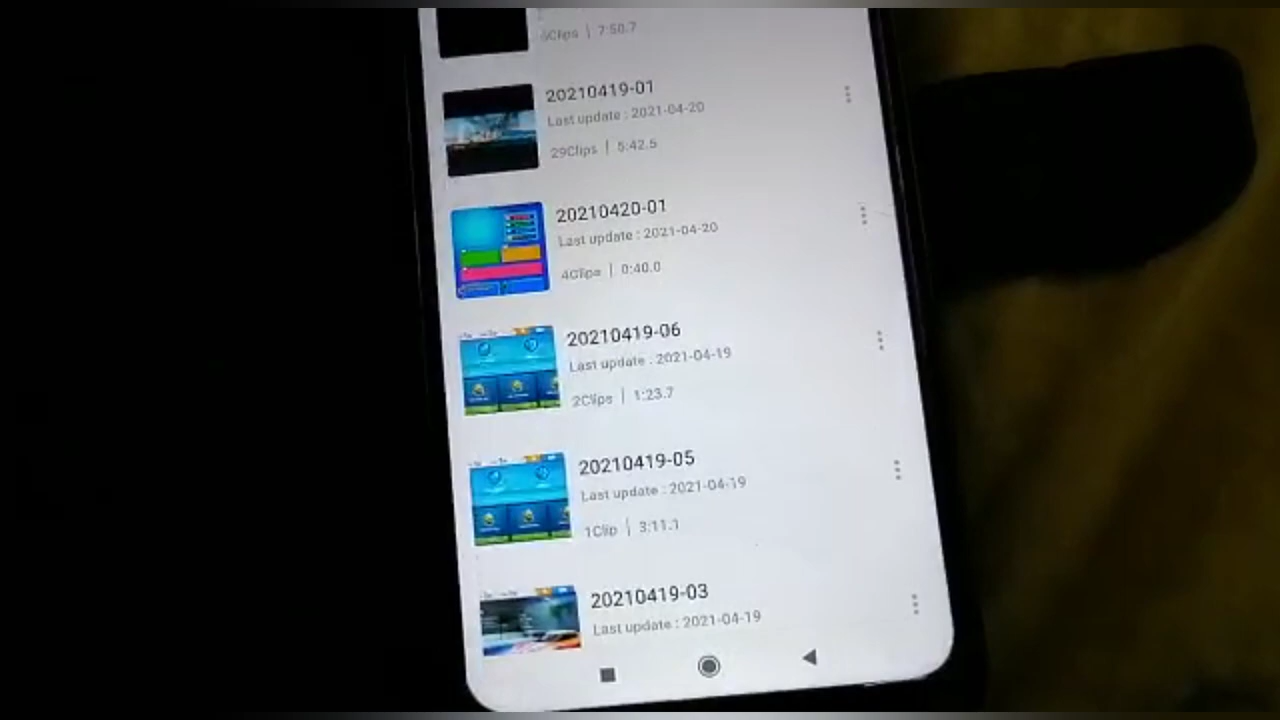 6Clips | 7:50.7
20210419-01
Last update : 2021-04-20
29Clips | 5:42.5
20210420-01
Last update : 2021-04-20
4Clips | 0:40.0
20210419-06
Last update : 2021-04-19
2Clips | 1:23.7
20210419-05
Last update : 2021-04-19
1Clip | 3:11.1
20210419-03
Last update : 2021-04-19